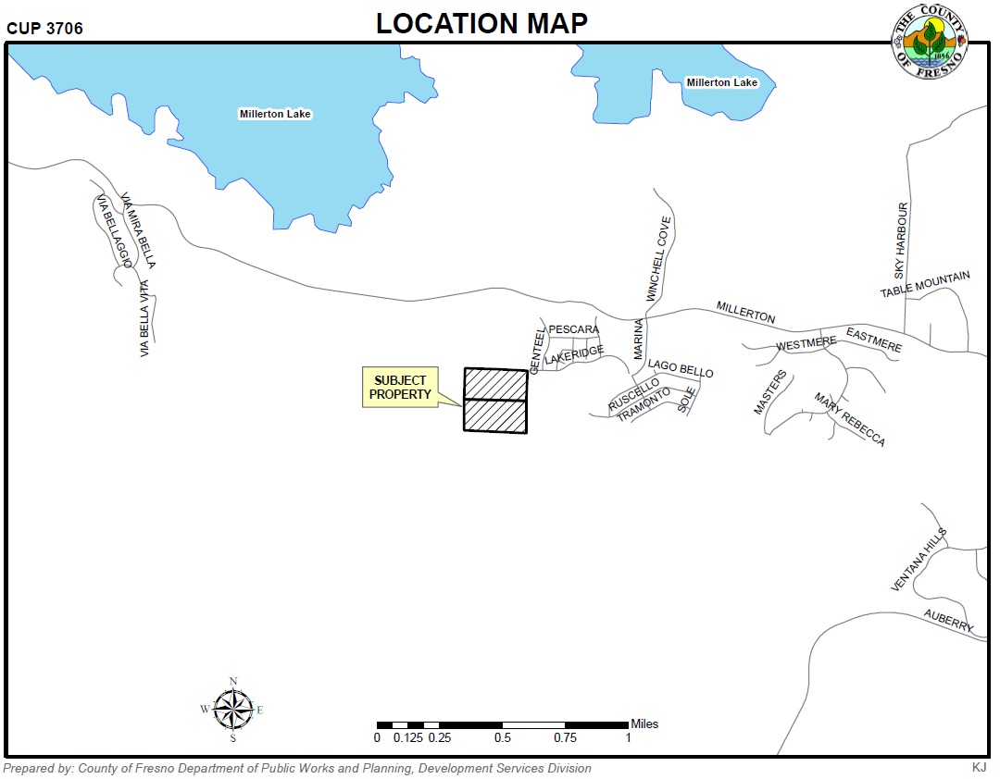 CUP 3706
LOCATION MAP
THE COUNTY
OF FRESNO
1856
Millerton Lake
Millerton Lake
VIA BELLAGGIO
VIA MIRA BELLA
VIA BELLA VITA
WINCHELL COVE
SKY HARBOUR
TABLE MOUNTAIN
MILLERTON
GENTEEL
PESCARA
LAKERIDGE
MARINA
LAGO BELLO
RUSCELLO
TRAMONTO
SOLE
WESTMERE
EASTMERE
MASTERS
MARY REBECCA
SUBJECT
PROPERTY
VENTANA HILLS
AUBERRY
N
W
E
S
Miles
0 0.125 0.25 0.5 0.75 1
Prepared by: County of Fresno Department of Public Works and Planning, Development Services Division
KJ